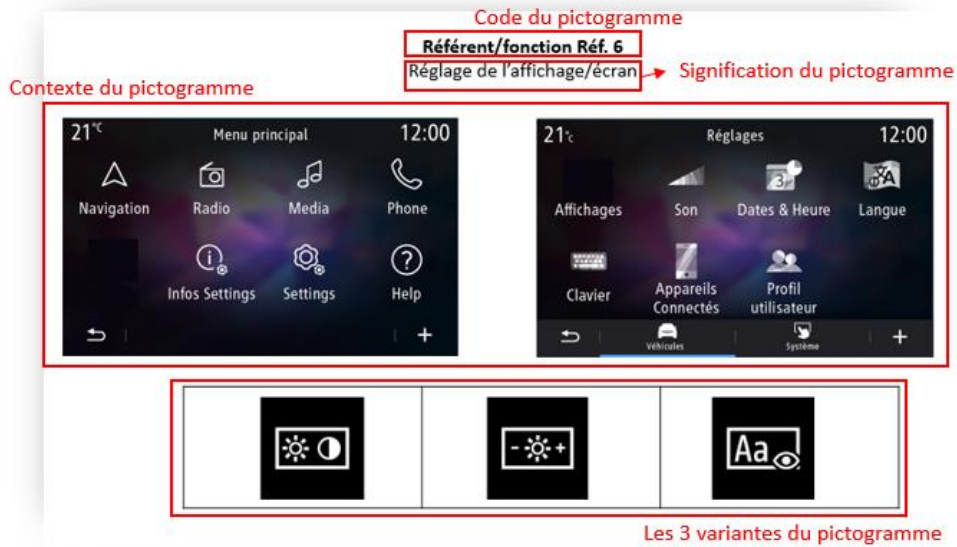 Code du pictogramme
Référent/fonction Réf. 6
Réglage de l'affichage/écran
Signification du pictogramme
Contexte du pictogramme
21°C Menu principal 12:00
Navigation Radio Media Phone
Infos Settings Settings Help
+
21°c Réglages 12:00
3
Affichages Son Dates & Heure Langue
Clavier Appareils Connectés Profil utilisateur
Véhicules Système +
- +
Aa
Les 3 variantes du pictogramme